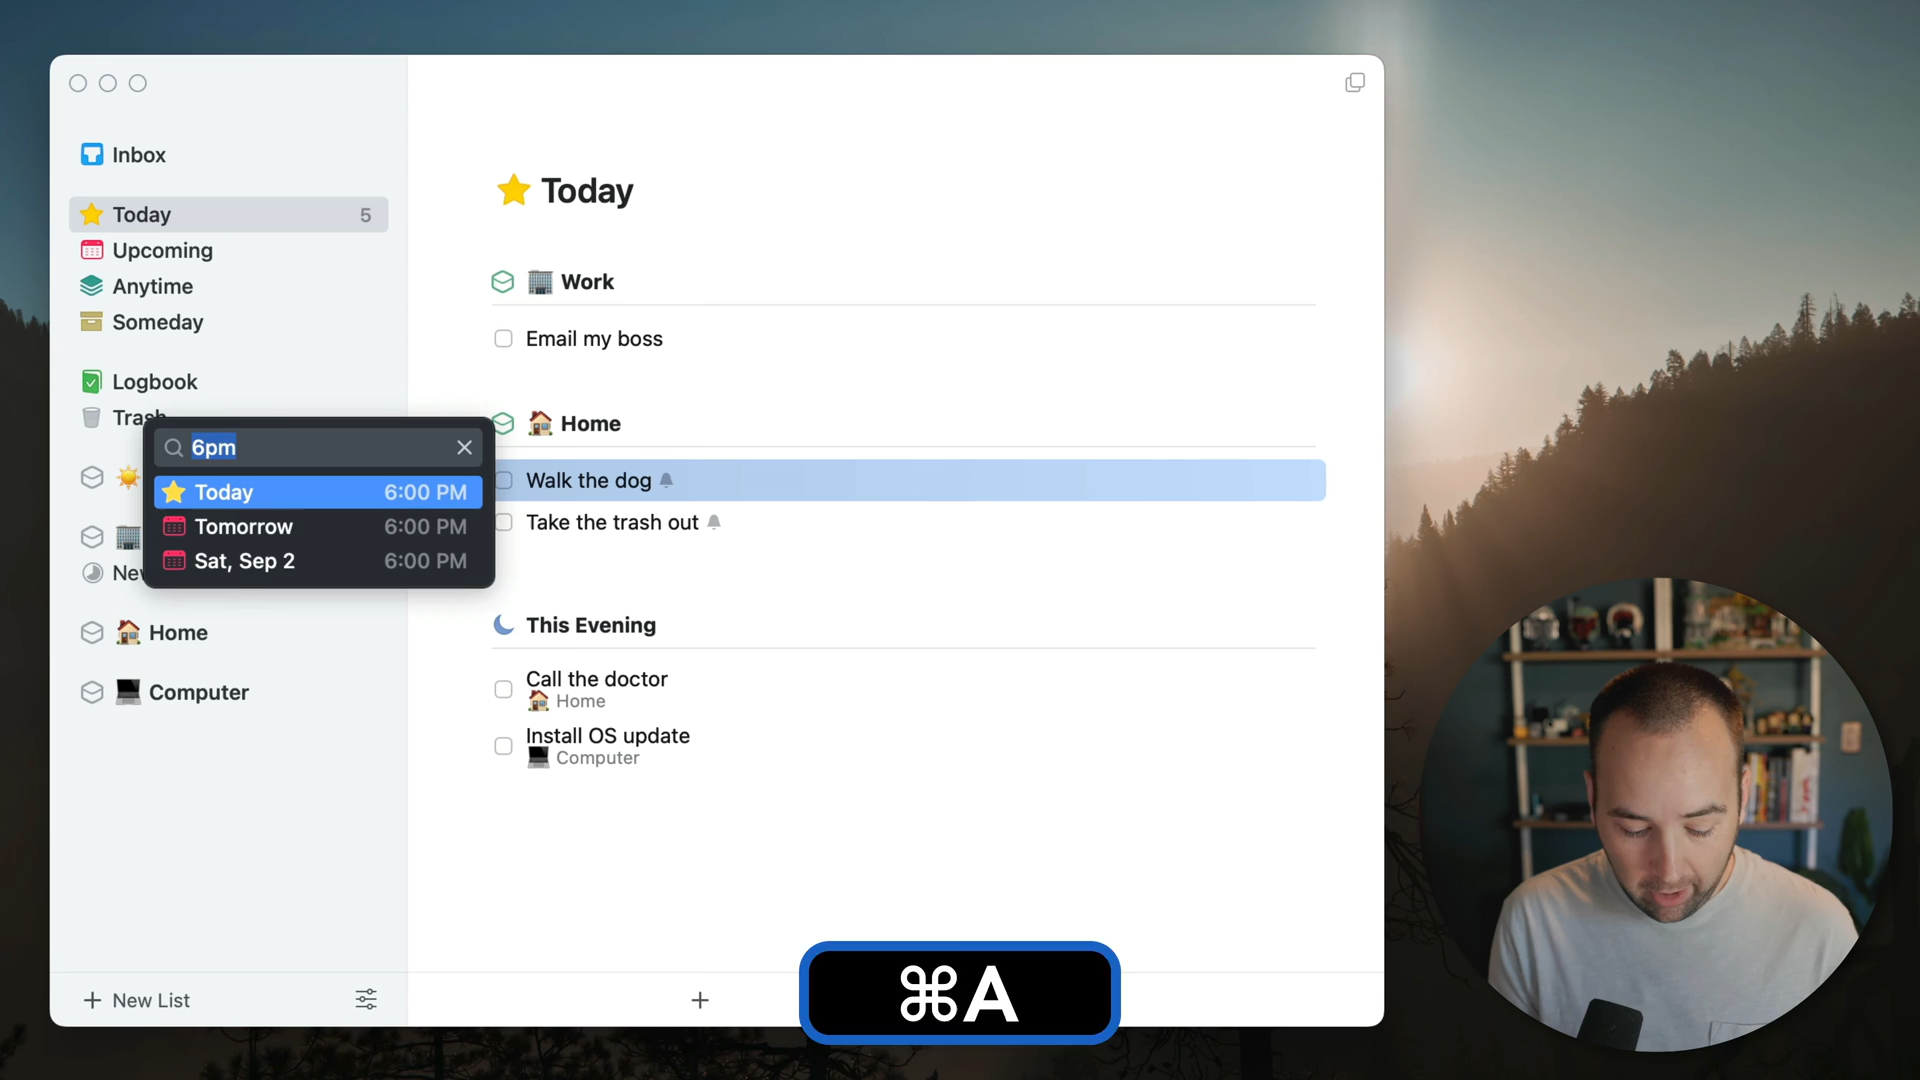 Inbox
Today 5
Upcoming
Anytime
Someday
Logbook
Trash
New
Home
Computer
New List
6pm
Today 6:00 PM
Tomorrow 6:00 PM
Sat, Sep 2 6:00 PM
Today
Work
Email my boss
Home
Walk the dog
Take the trash out
This Evening
Call the doctor
Home
Install OS update
Computer
⌘A